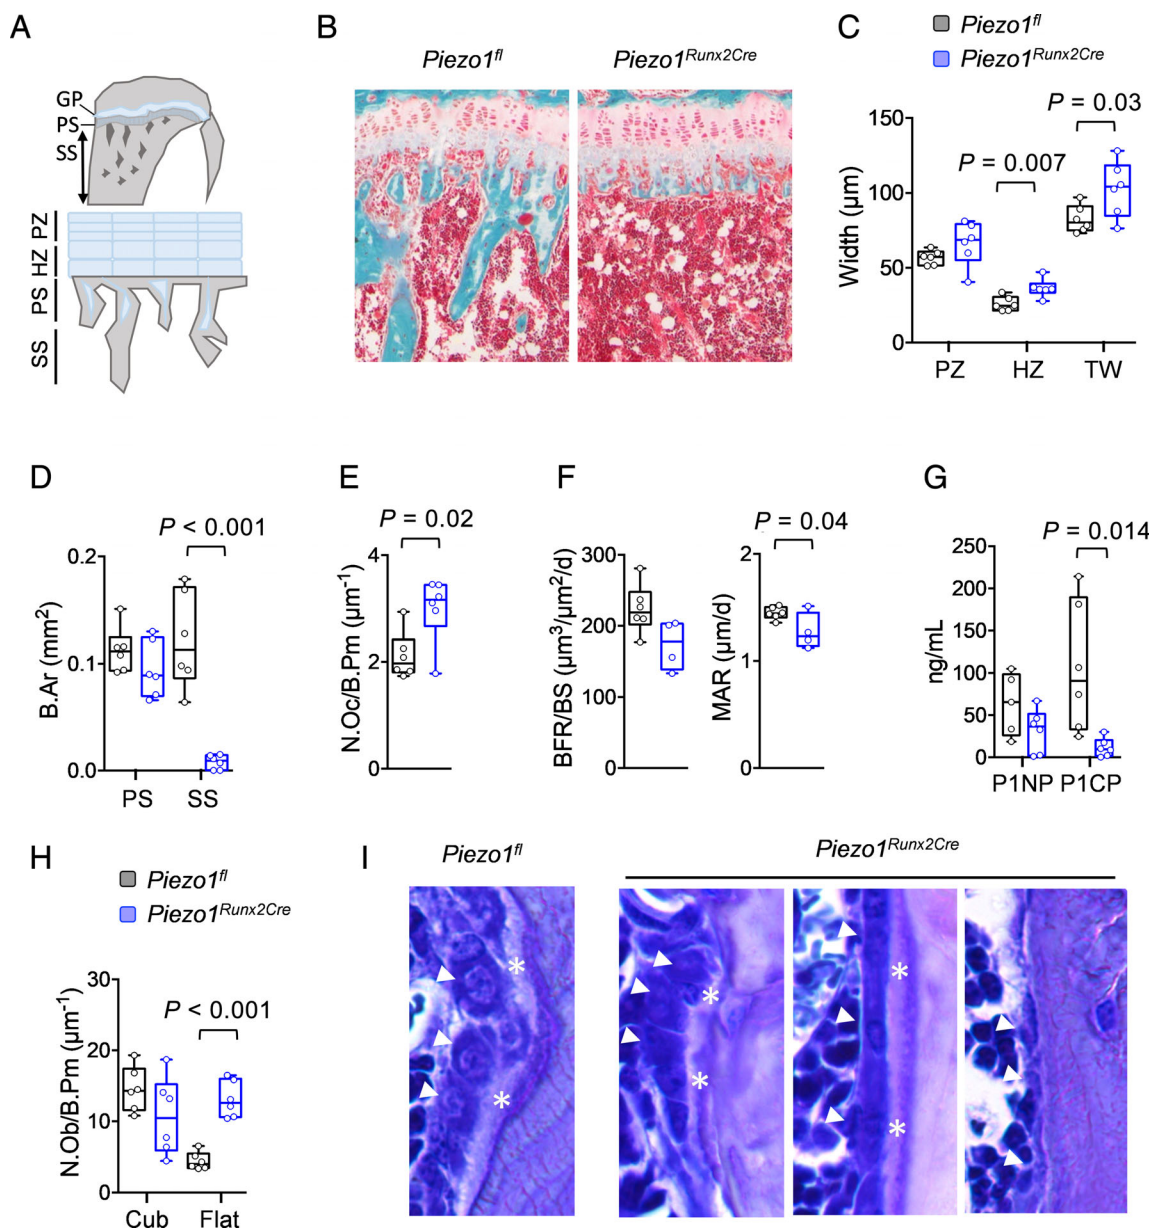 A
GP
PS
SS
PZ
HZ
PS
SS
B
Piezo1fl
Piezo1Runx2Cre
C
Piezo1fl
Piezo1Runx2Cre
P = 0.03
P = 0.007
150
100
50
0
Width (µm)
PZ HZ TW
D
P < 0.001
0.2
0.1
0.0
B.Ar (mm2)
PS SS
E
P = 0.02
4
2
0
N.Oc/B.Pm (µm-1)
F
300
200
100
0
BFR/BS (µm3/µm2/d)
P = 0.04
2
1
0
MAR (µm/d)
G
P = 0.014
250
200
150
100
50
0
ng/mL
P1NP P1CP
H
Piezo1fl
Piezo1Runx2Cre
P < 0.001
30
20
10
0
N.Ob/B.Pm (µm-1)
Cub Flat
I
Piezo1fl
Piezo1Runx2Cre
*
*
*
*
*
*